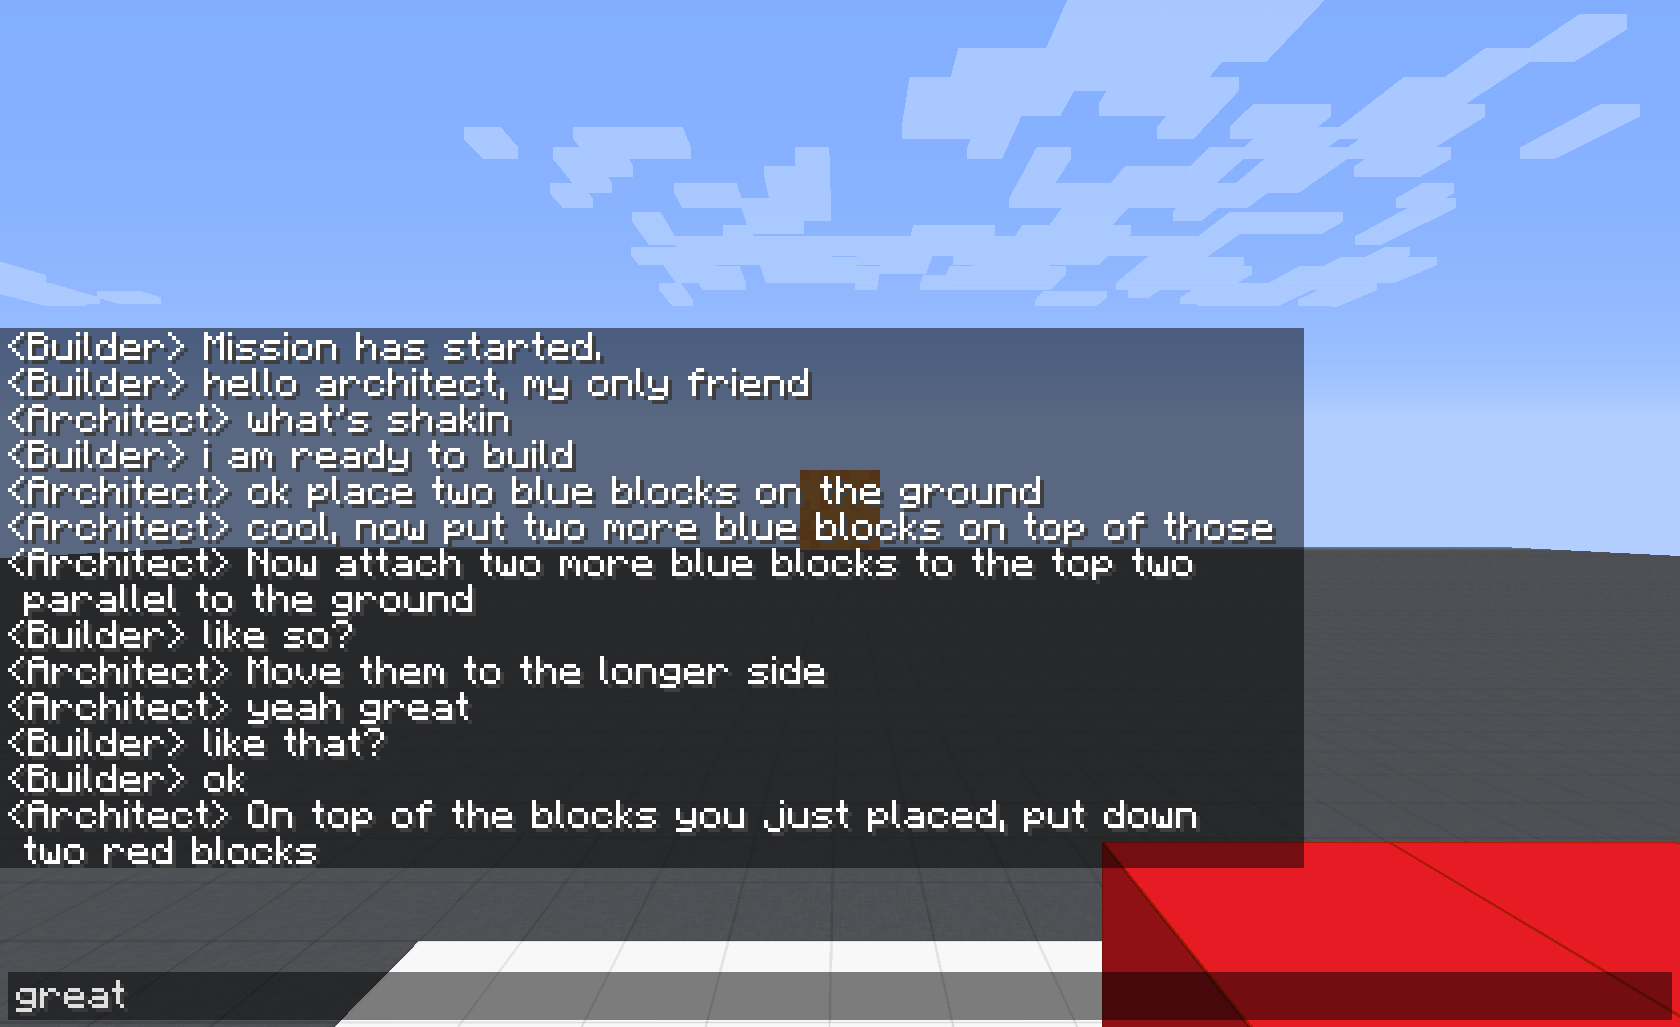 <Builder> Mission has started.
<Builder> hello architect, my only friend
<Architect> what's shakin
<Builder> i am ready to build
<Architect> ok place two blue blocks on the ground
<Architect> cool, now put two more blue blocks on top of those
<Architect> Now attach two more blue blocks to the top two
parallel to the ground
<Builder> like so?
<Architect> Move them to the longer side
<Architect> yeah great
<Builder> like that?
<Builder> ok
<Architect> On top of the blocks you just placed, put down
two red blocks
great